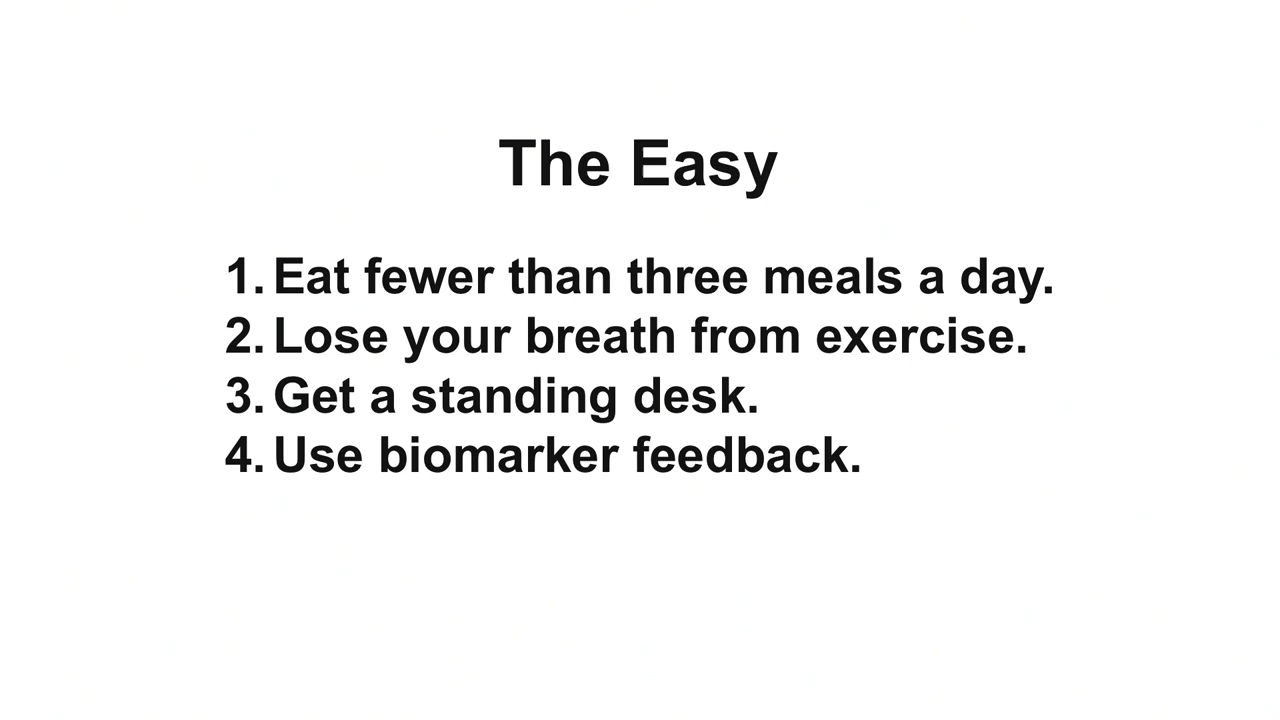 The Easy
1. Eat fewer than three meals a day.
2. Lose your breath from exercise.
3. Get a standing desk.
4. Use biomarker feedback.